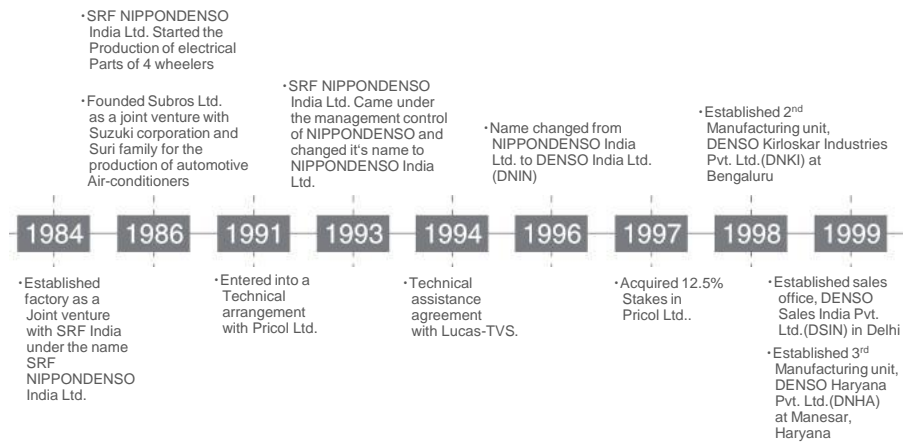 ·SRF NIPPONDENSO
India Ltd. Started the
Production of electrical
Parts of 4 wheelers
·Founded Subros Ltd.
as a joint venture with
Suzuki corporation and
Suri family for the
production of automotive
Air-conditioners
·SRF NIPPONDENSO
India Ltd. Came under
the management control
of NIPPONDENSO and
changed it‘s name to
NIPPONDENSO India
Ltd.
·Name changed from
NIPPONDENSO India
Ltd. to DENSO India Ltd.
(DNIN)
·Established 2nd
Manufacturing unit,
DENSO Kirloskar Industries
Pvt. Ltd.(DNKI) at
Bengaluru
1984 1986 1991 1993 1994 1996 1997 1998 1999
·Established
factory as a
Joint venture
with SRF India
under the name
SRF
NIPPONDENSO
India Ltd.
·Entered into a
Technical
arrangement
with Pricol Ltd.
·Technical
assistance
agreement
with Lucas-TVS.
·Acquired 12.5%
Stakes in
Pricol Ltd..
·Established sales
office, DENSO
Sales India Pvt.
Ltd.(DSIN) in Delhi
·Established 3rd
Manufacturing unit,
DENSO Haryana
Pvt. Ltd.(DNHA)
at Manesar,
Haryana